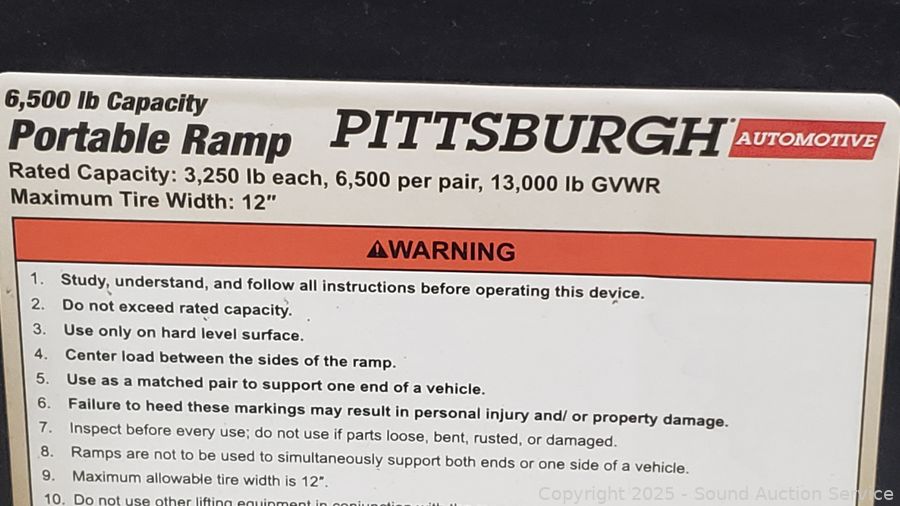 6,500 lb Capacity
Portable Ramp
PITTSBURGH AUTOMOTIVE
Rated Capacity: 3,250 lb each, 6,500 per pair, 13,000 lb GVWR
Maximum Tire Width: 12"
⚠WARNING
1. Study, understand, and follow all instructions before operating this device.
2. Do not exceed rated capacity.
3. Use only on hard level surface.
4. Center load between the sides of the ramp.
5. Use as a matched pair to support one end of a vehicle.
6. Failure to heed these markings may result in personal injury and/ or property damage.
7. Inspect before every use; do not use if parts loose, bent, rusted, or damaged.
8. Ramps are not to be used to simultaneously support both ends or one side of a vehicle.
9. Maximum allowable tire width is 12".
10. Do not use other lifting equipment in conjunction with
Copyright 2025 - Sound Auction Service